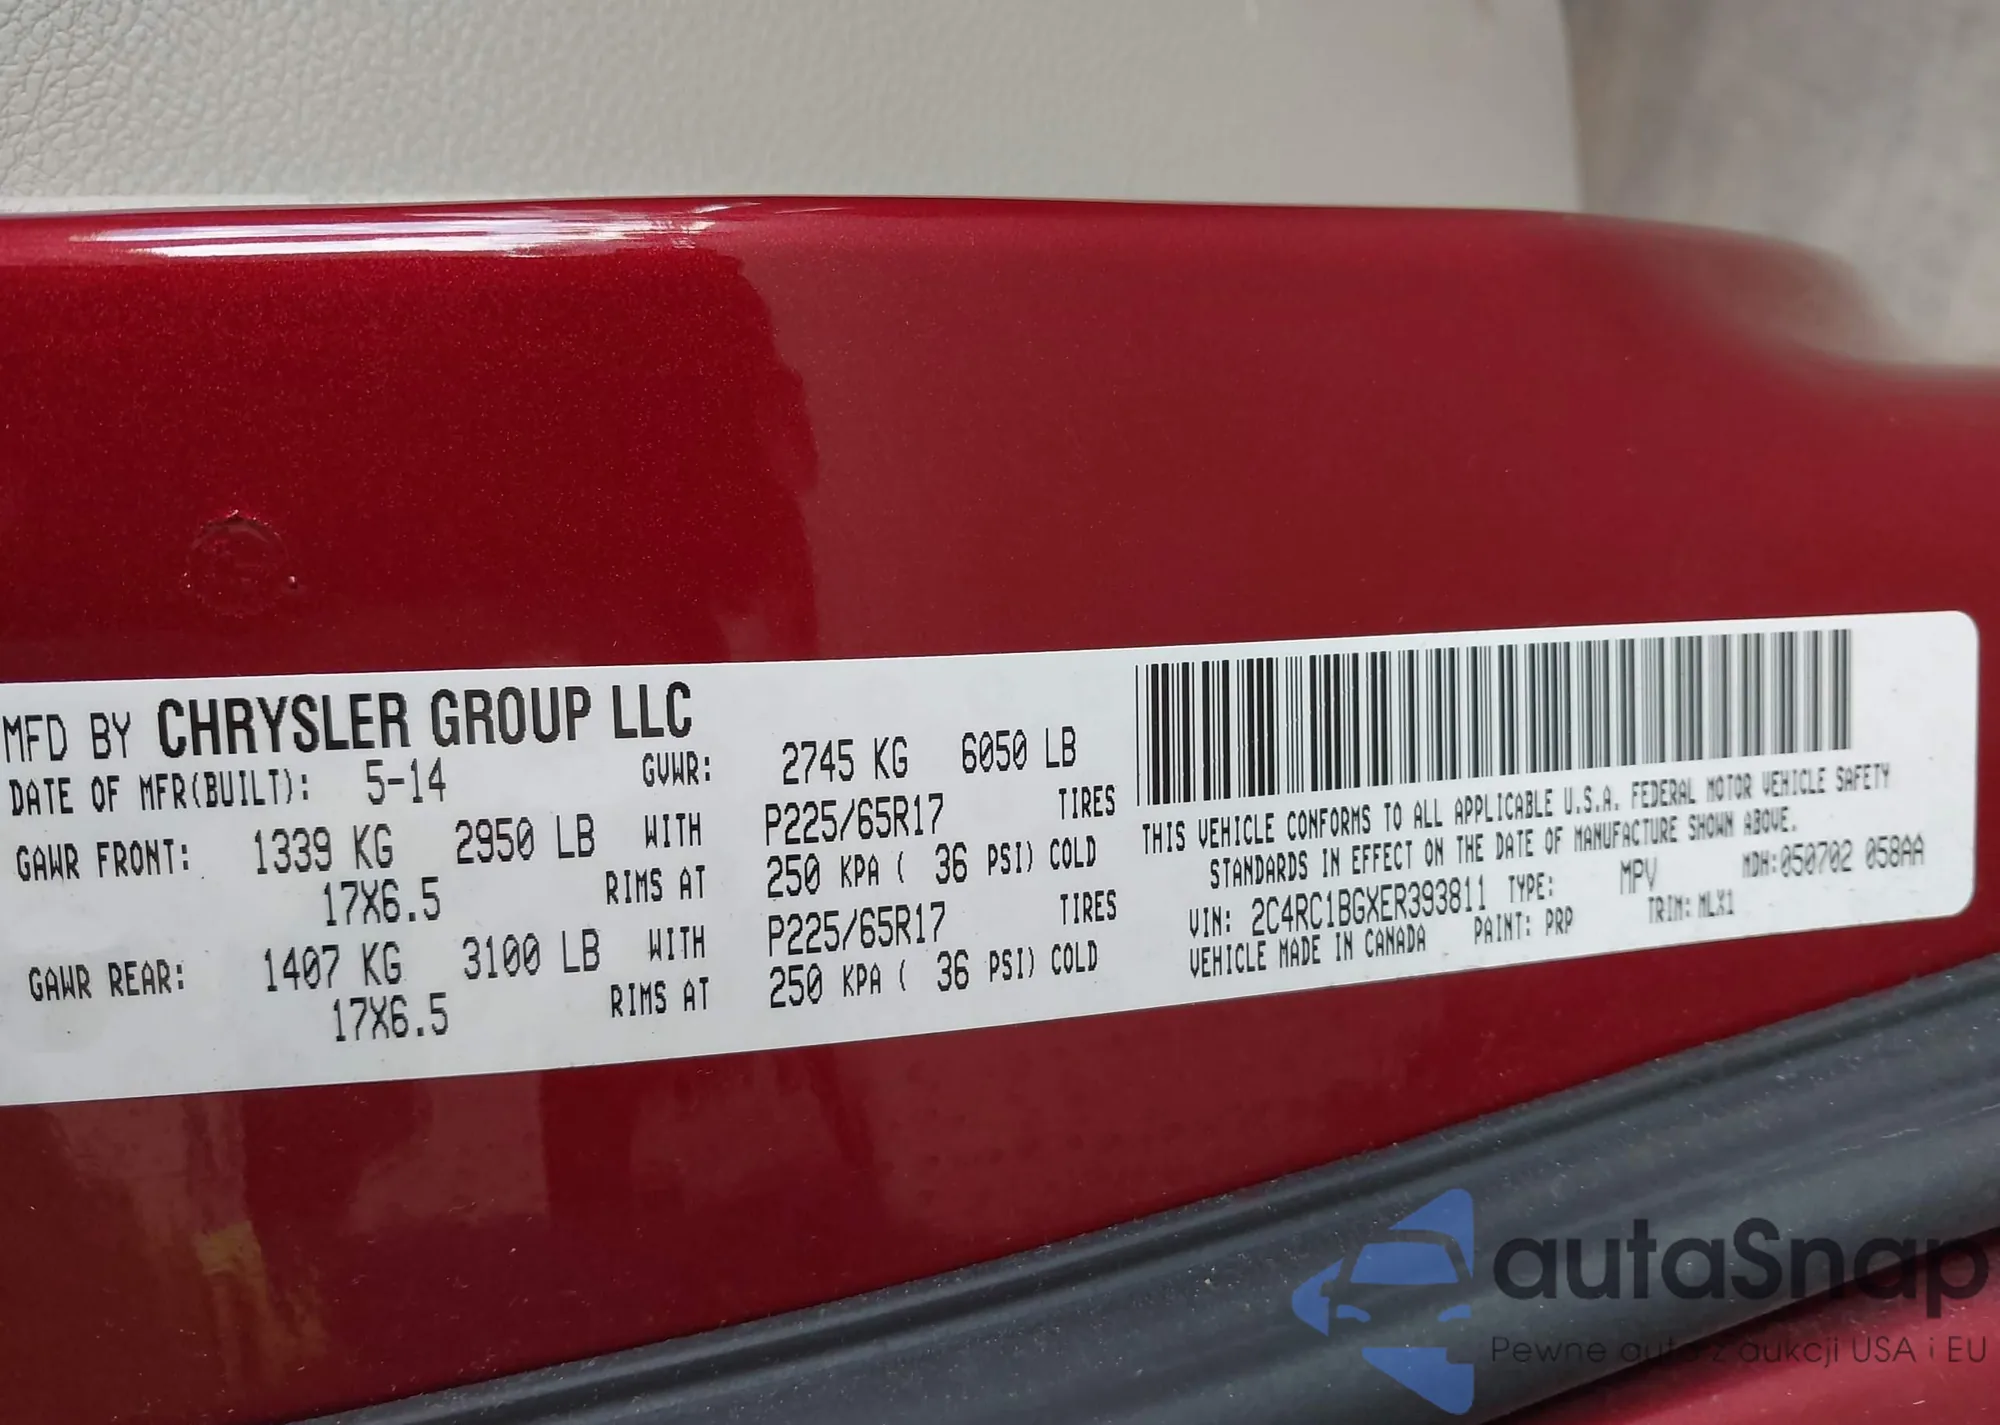 MFD BY CHRYSLER GROUP LLC
DATE OF MFR(BUILT): 5-14 GVWR: 2745 KG 6050 LB
GAWR FRONT: 1339 KG 2950 LB WITH P225/65R17 TIRES
17X6.5 RIMS AT 250 KPA ( 36 PSI) COLD
GAWR REAR: 1407 KG 3100 LB WITH P225/65R17 TIRES
17X6.5 RIMS AT 250 KPA ( 36 PSI) COLD
THIS VEHICLE CONFORMS TO ALL APPLICABLE U.S.A. FEDERAL MOTOR VEHICLE SAFETY
STANDARDS IN EFFECT ON THE DATE OF MANUFACTURE SHOWN ABOVE.
VIN: 2C4RC1BGXER393811 TYPE: MPV MDH:050702 058AA
VEHICLE MADE IN CANADA PAINT: PRP TRIM: MLX1
autaSnap
Pewne auta z aukcji USA i EU